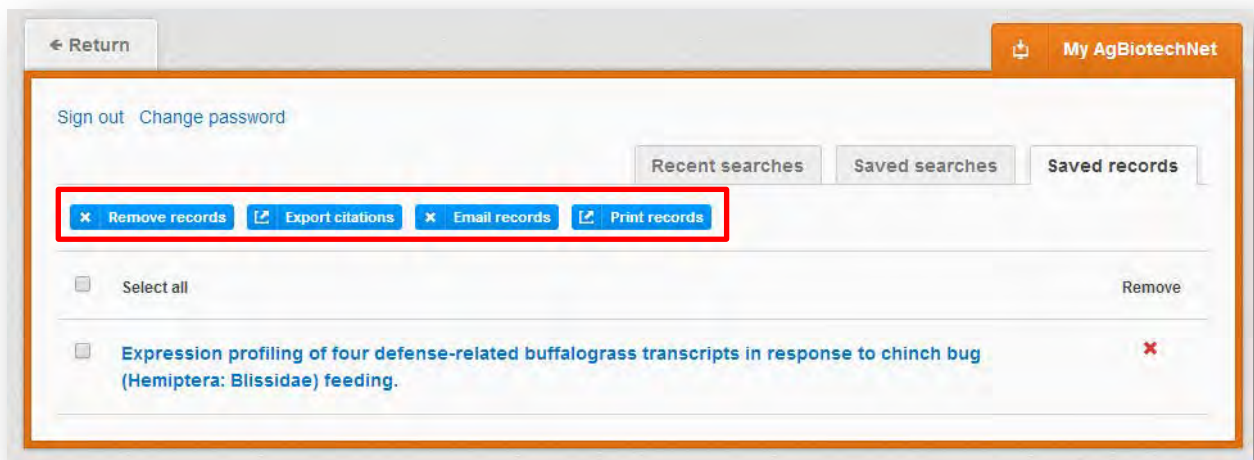 Return
My AgBiotechNet
Sign out Change password
Recent searches Saved searches Saved records
Remove records Export citations Email records Print records
Select all Remove
Expression profiling of four defense-related buffalograss transcripts in response to chinch bug
(Hemiptera: Blissidae) feeding.